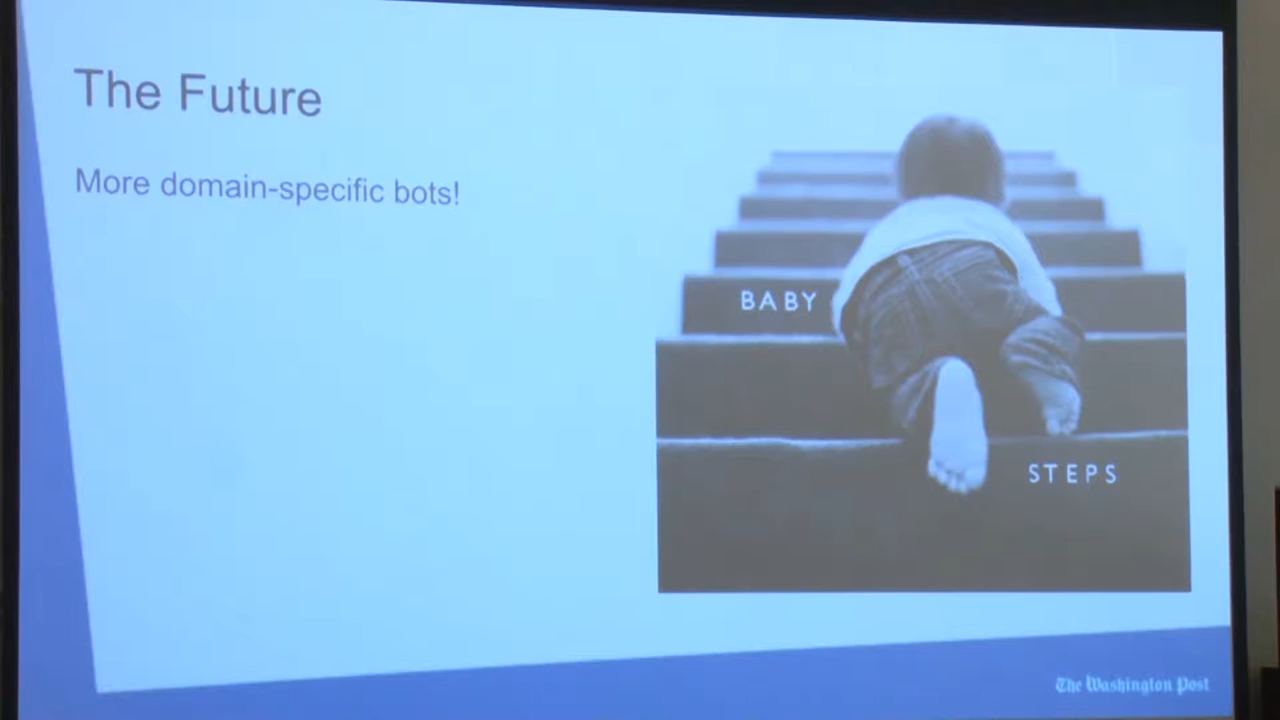 The Future
More domain-specific bots!
BABY
STEPS
The Washington Post